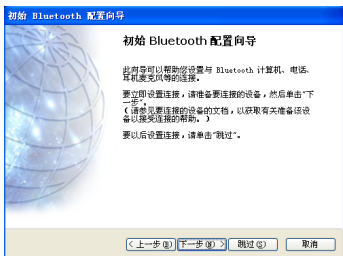 初始 Bluetooth 配置向导
初始 Bluetooth 配置向导
此向导可以帮助您设置与 Bluetooth 计算机、电话、
耳机麦克风等的连接。
要立即设置连接，请准备要连接的设备，然后单击“下
一步”。
（请参见要连接的设备的文档，以获取有关准备该设
备以接受连接的帮助。）
要以后设置连接，请单击“跳过”。
< 上一步(B)
下一步(N) >
跳过(S)
取消